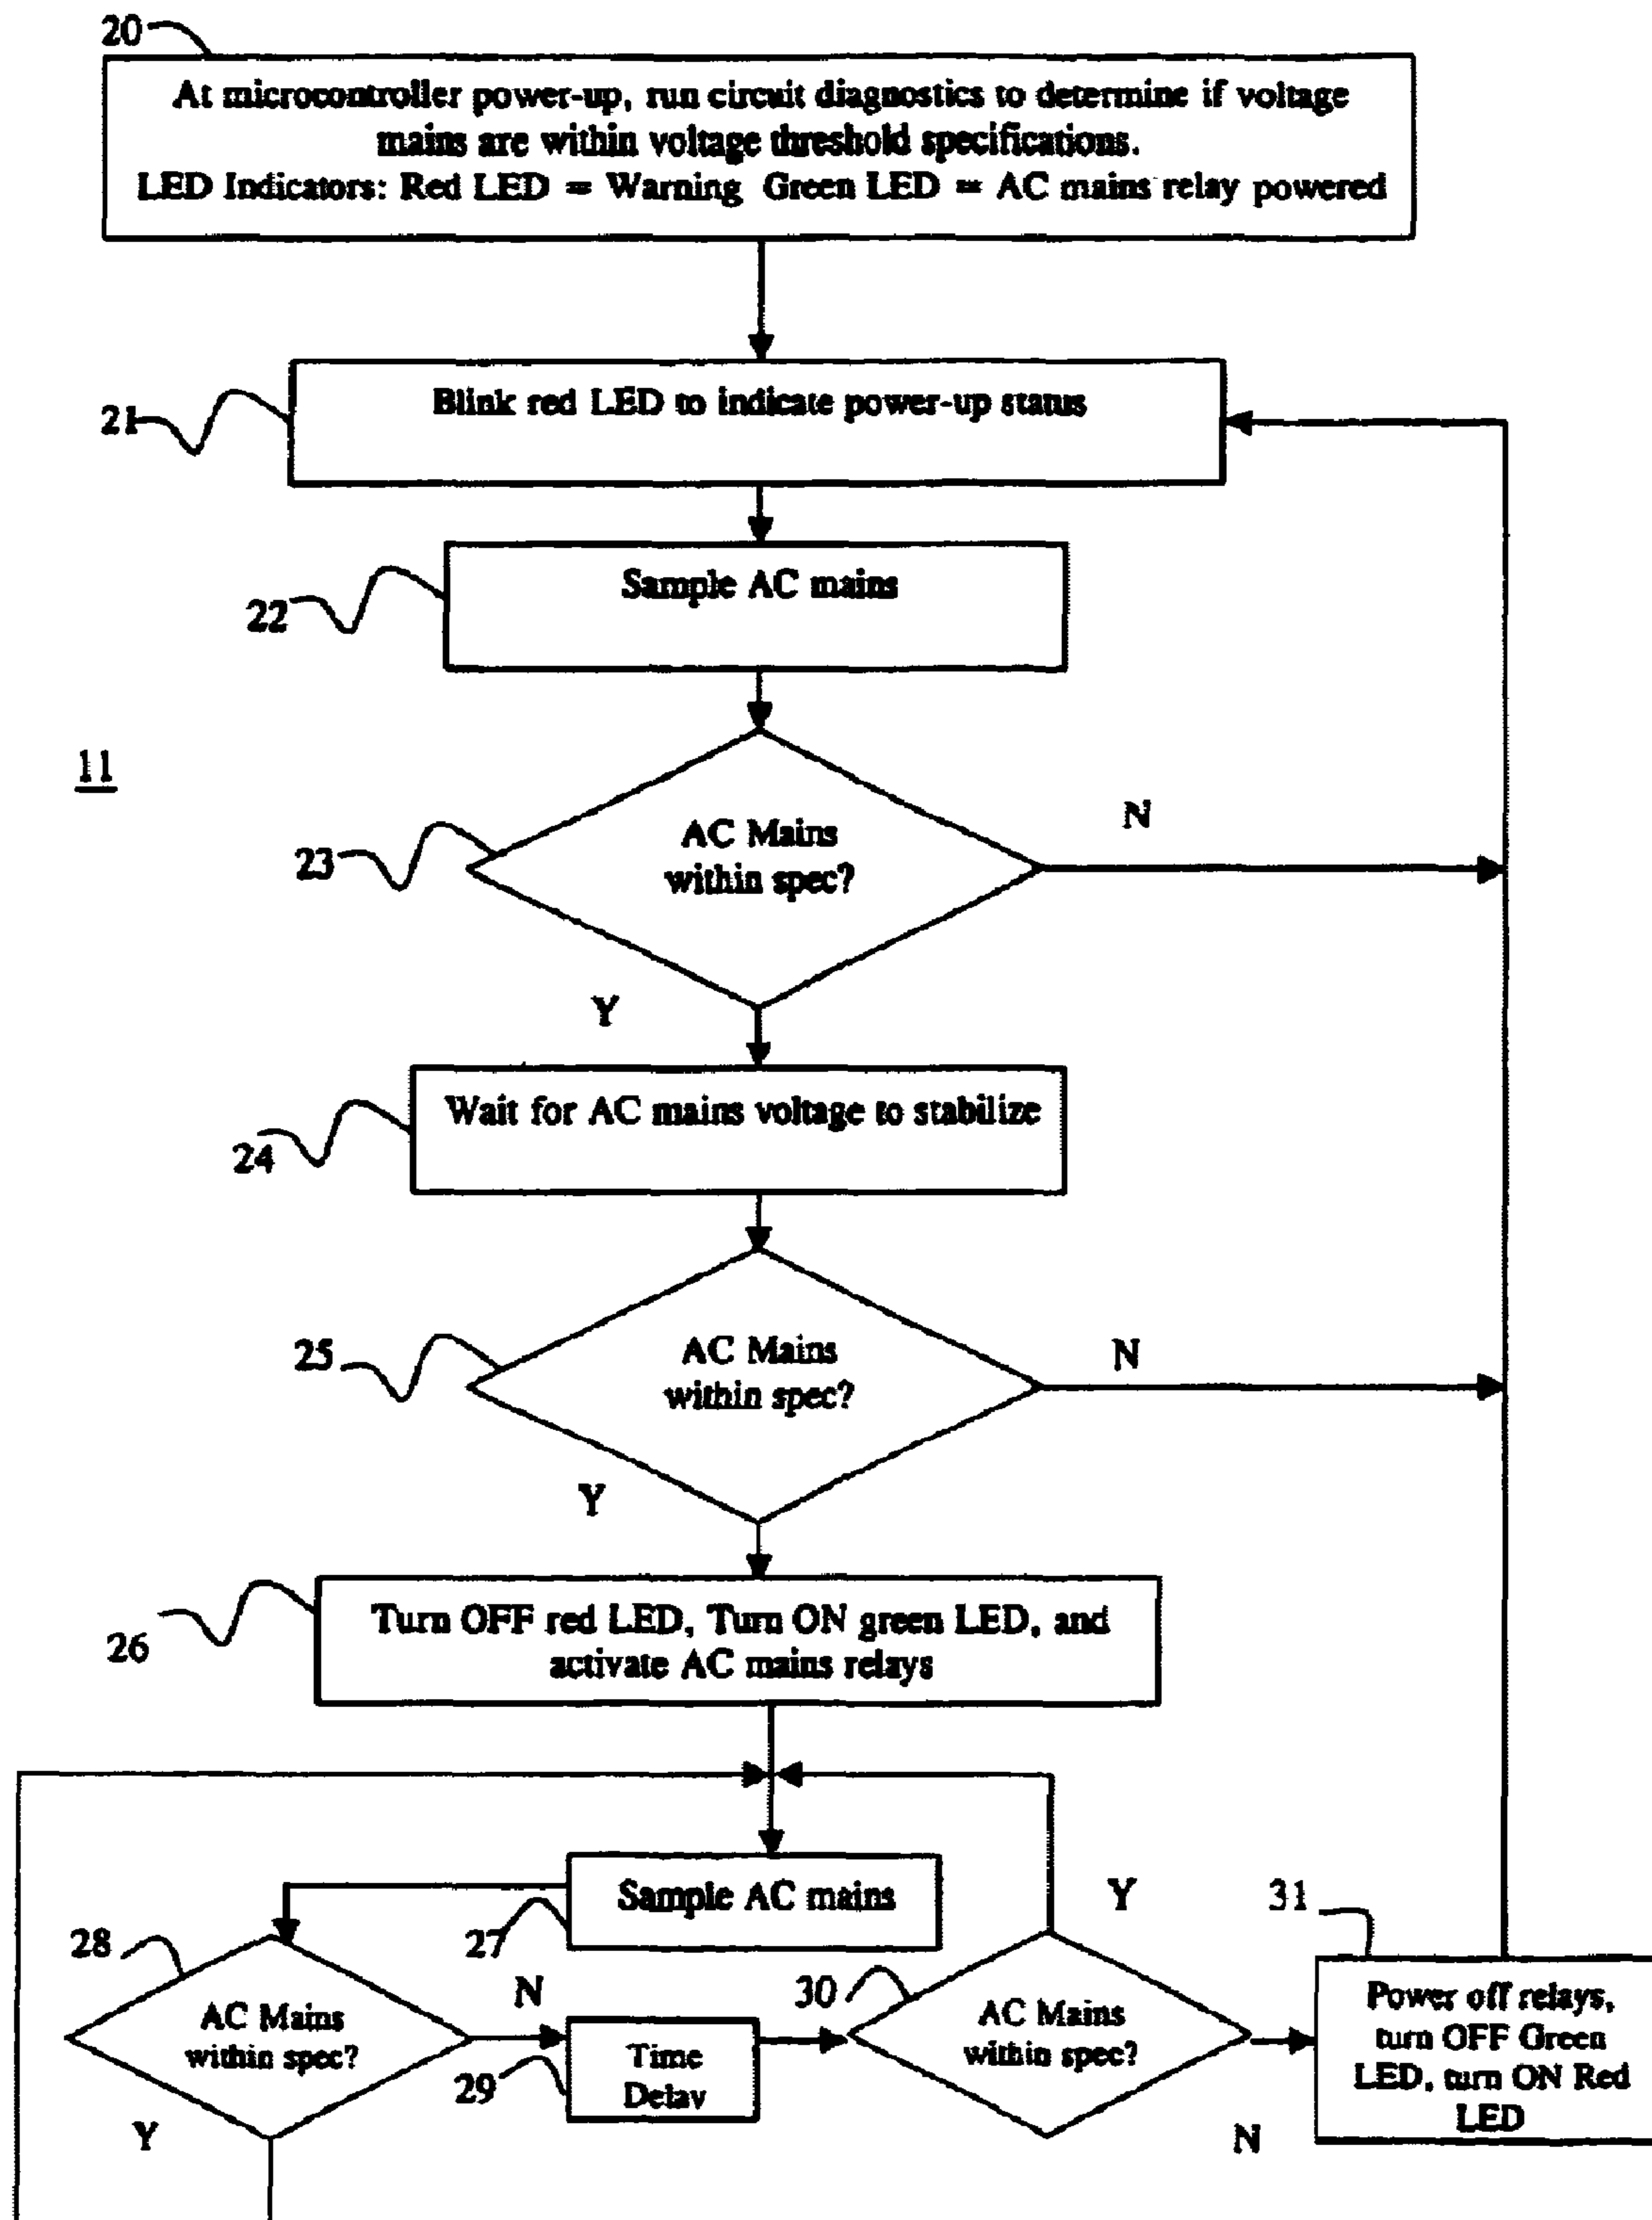 20
At microcontroller power-up, run circuit diagnostics to determine if voltage
mains are within voltage threshold specifications.
LED Indicators: Red LED = Warning Green LED = AC mains relay powered
21
Blink red LED to indicate power-up status
22
Sample AC mains
11
23
AC Mains
within spec?
N
Y
24
Wait for AC mains voltage to stabilize
25
AC Mains
within spec?
N
Y
26
Turn OFF red LED, Turn ON green LED, and
activate AC mains relays
27
Sample AC mains
28
AC Mains
within spec?
N
Y
29
Time
Delay
30
AC Mains
within spec?
Y
N
31
Power off relays,
turn OFF Green
LED, turn ON Red
LED